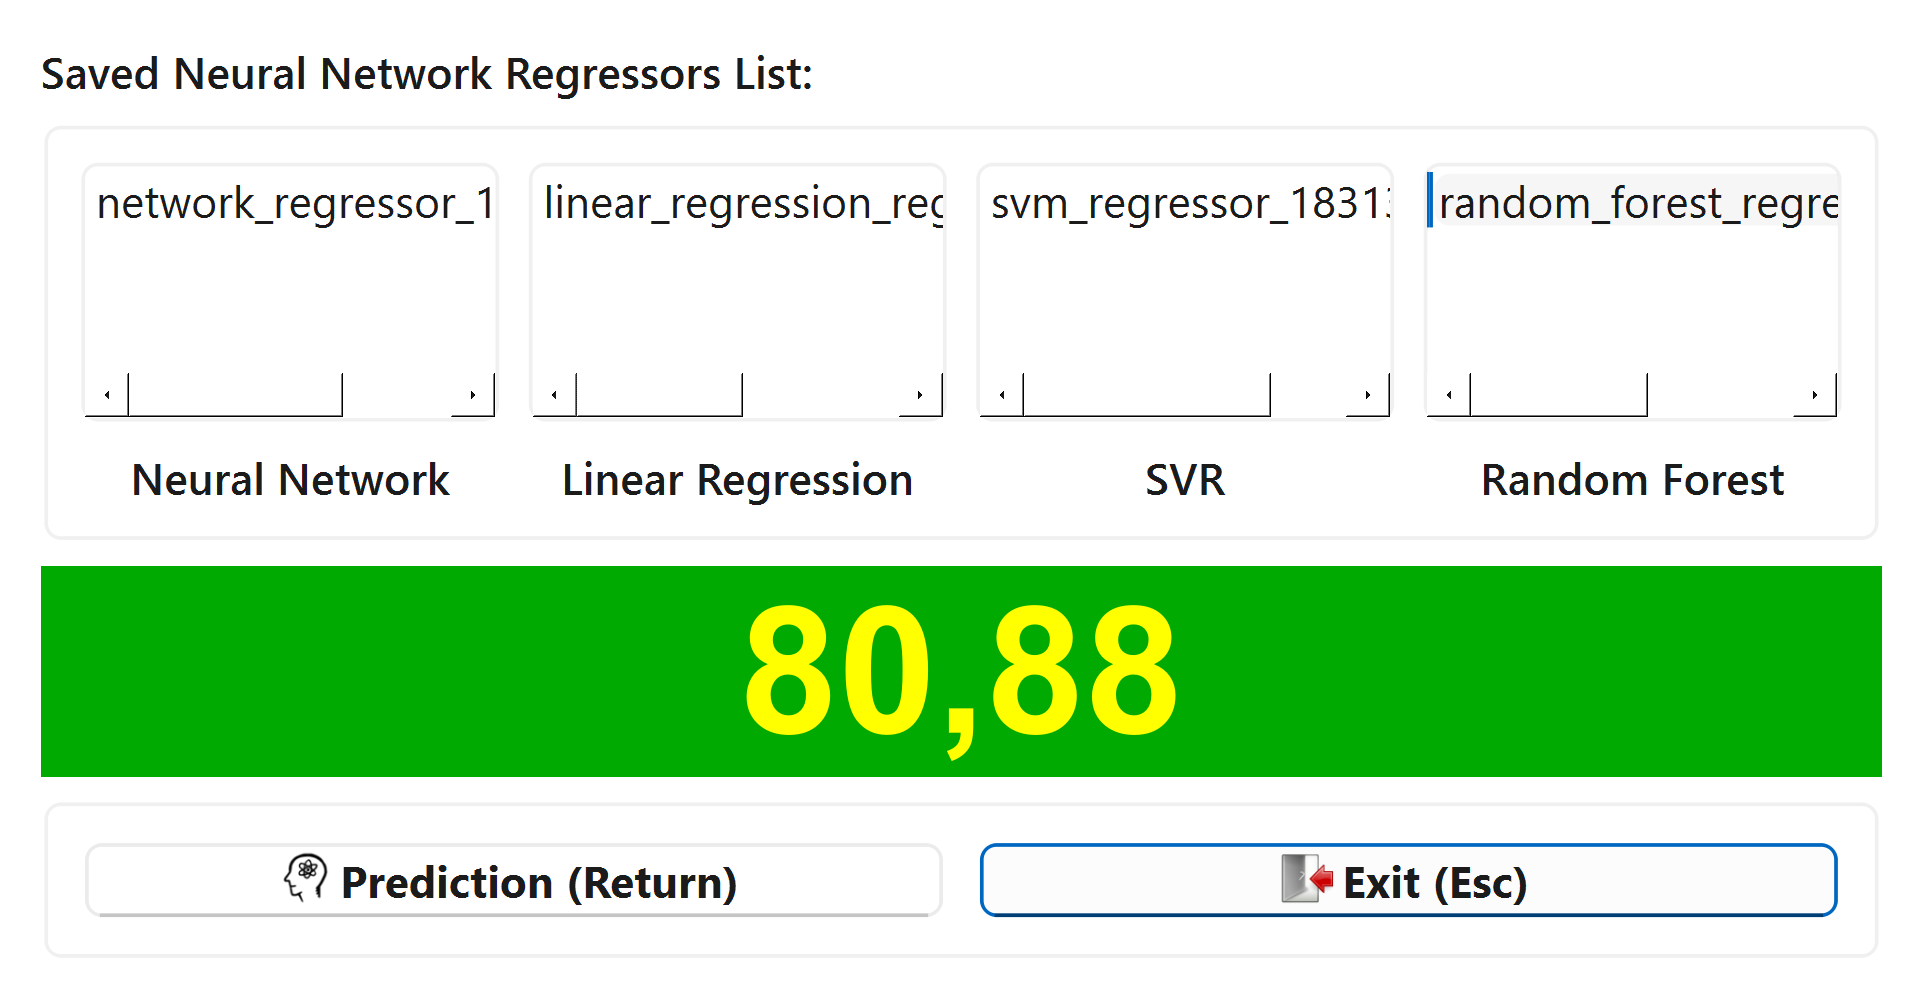 Saved Neural Network Regressors List:
network_regressor_1
linear_regression_reg
svm_regressor_1831
random_forest_regre
Neural Network
Linear Regression
SVR
Random Forest
80,88
Prediction (Return)
Exit (Esc)